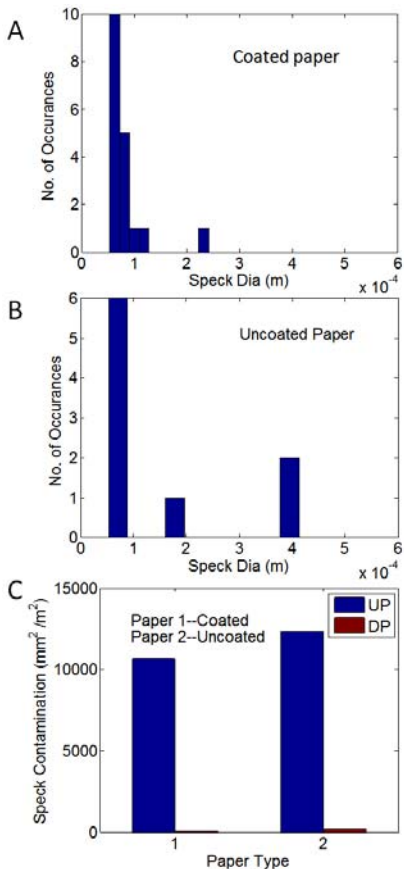 A
10
8
6
4
2
0
No. of Occurances
Coated paper
0 1 2 3 4 5 6
Speck Dia (m)
x 10⁻⁴
B
6
5
4
3
2
1
0
No. of Occurances
Uncoated Paper
0 1 2 3 4 5 6
Speck Dia (m)
x 10⁻⁴
C
15000
10000
5000
0
Speck Contamination (mm² /m²)
Paper 1--Coated
Paper 2--Uncoated
UP
DP
1 2
Paper Type